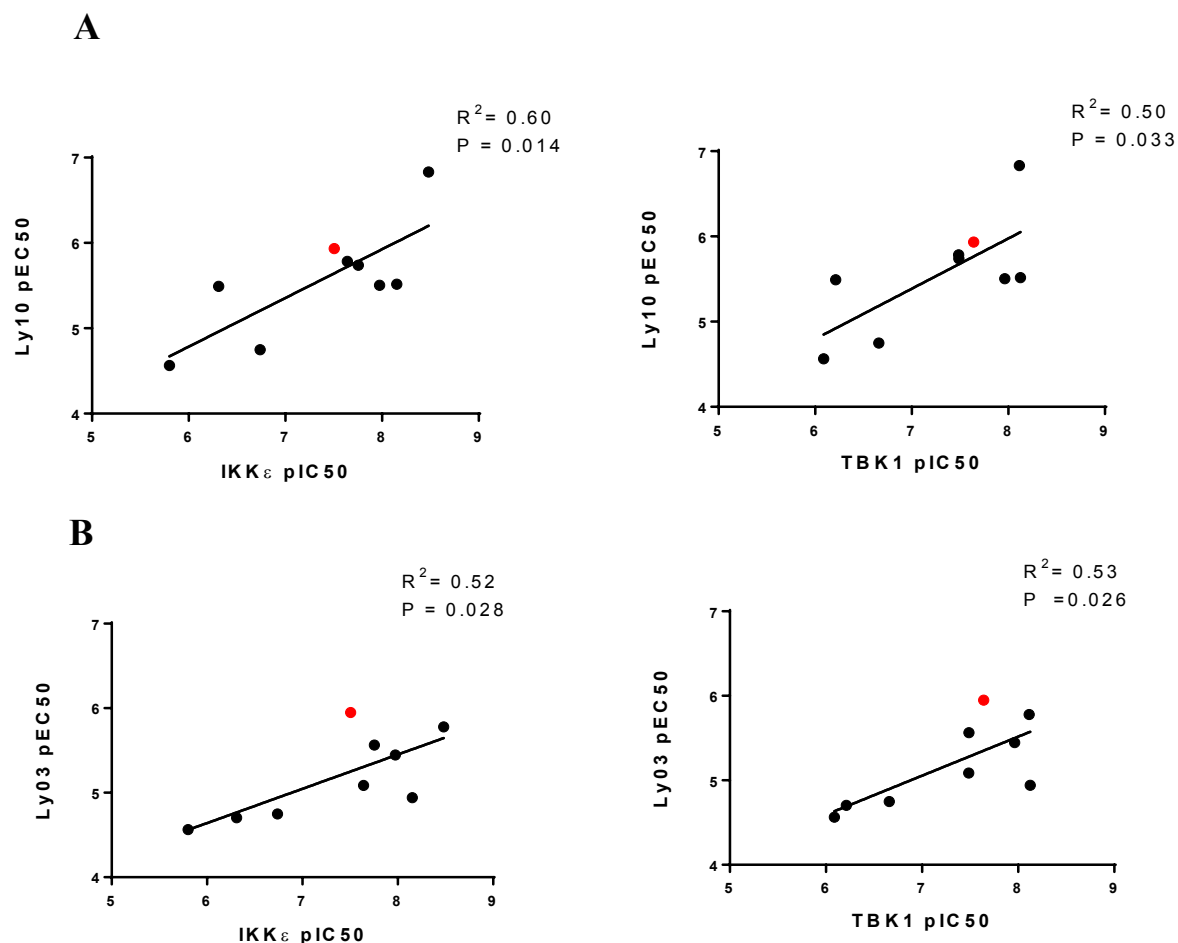 A
R²= 0.60
P = 0.014
Ly10 pEC50
7
6
5
4
5 6 7 8 9
IKKε pIC50
R²= 0.50
P = 0.033
Ly10 pEC50
7
6
5
4
5 6 7 8 9
TBK1 pIC50
B
R²= 0.52
P = 0.028
Ly03 pEC50
7
6
5
4
5 6 7 8 9
IKKε pIC50
R²= 0.53
P =0.026
Ly03 pEC50
7
6
5
4
5 6 7 8 9
TBK1 pIC50